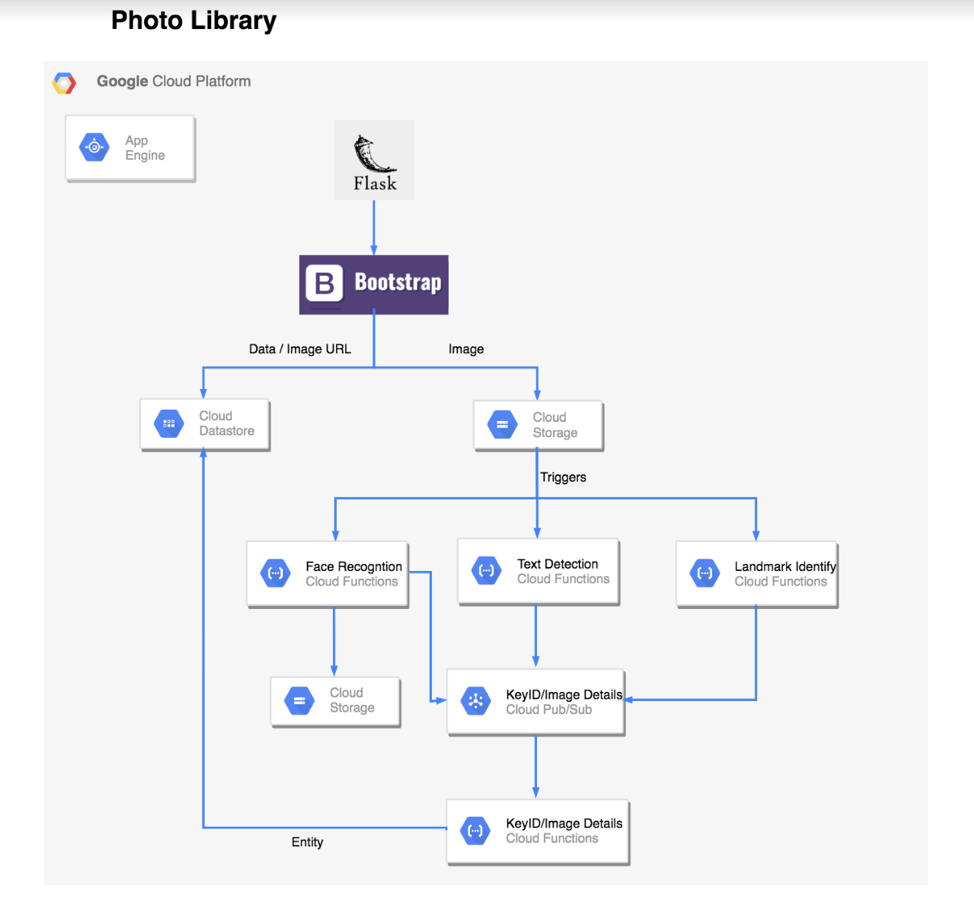 Photo Library
Google Cloud Platform
App
Engine
Flask
B Bootstrap
Data / Image URL
Image
Cloud
Datastore
Cloud
Storage
Triggers
Face Recogntion
Cloud Functions
Text Detection
Cloud Functions
Landmark Identify
Cloud Functions
Cloud
Storage
KeyID/Image Details
Cloud Pub/Sub
KeyID/Image Details
Cloud Functions
Entity